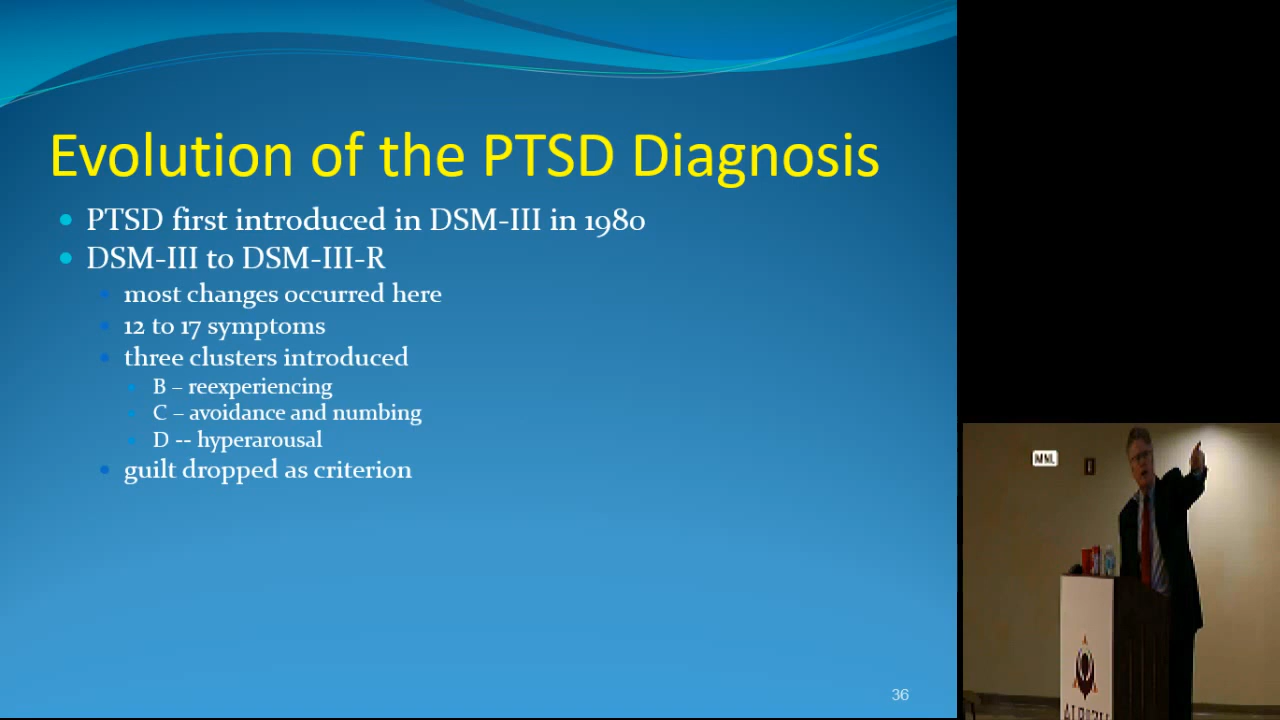 Evolution of the PTSD Diagnosis
PTSD first introduced in DSM-III in 1980
DSM-III to DSM-III-R
most changes occurred here
12 to 17 symptoms
three clusters introduced
B – reexperiencing
C – avoidance and numbing
D -- hyperarousal
guilt dropped as criterion
36
MNL